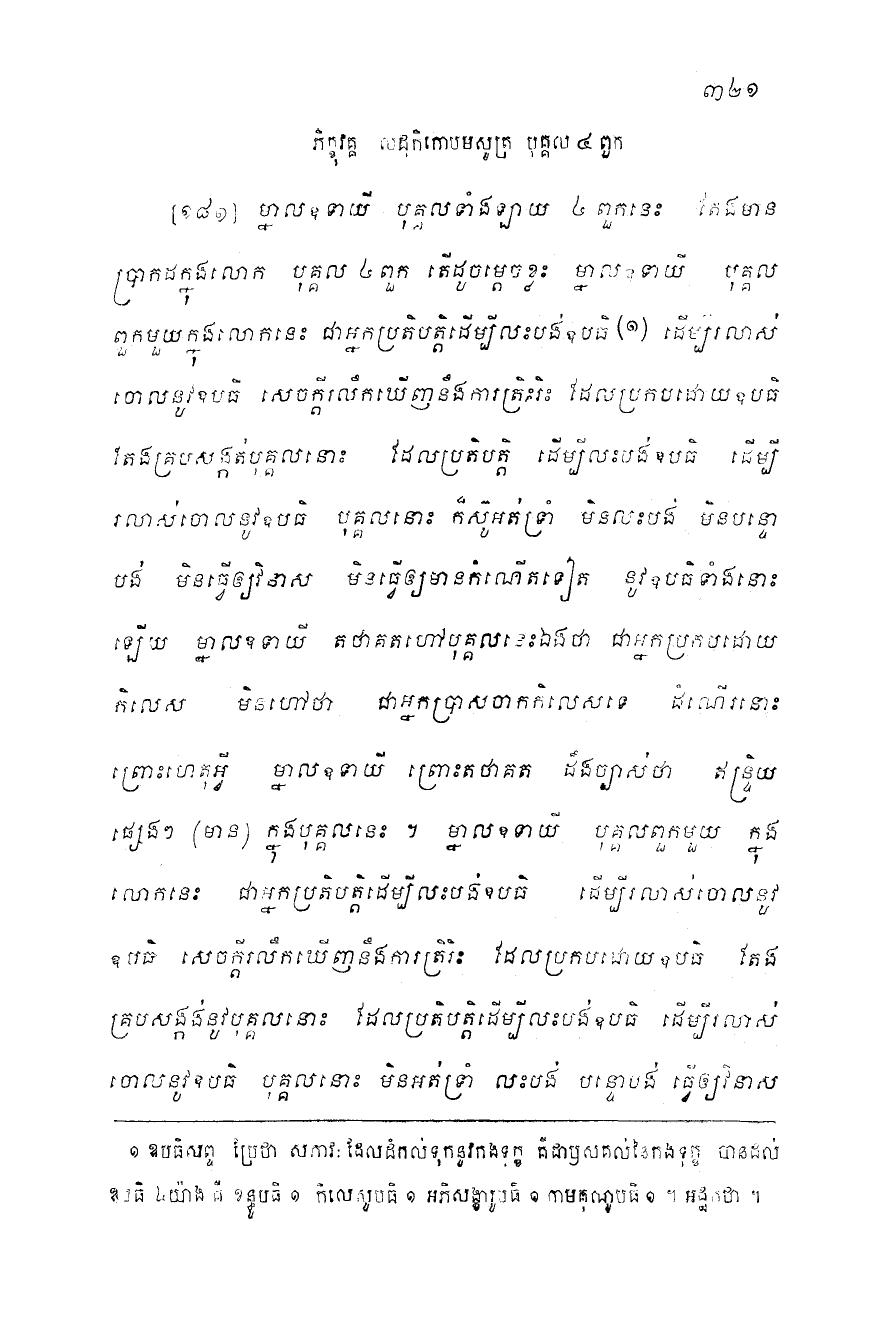 ៣២១
ភិក្ខុវគ្គ លដុកិកោបមសូត្រ បុគ្គល ៤ ពួក
[១៨១] ម្នាលឧទាយី បុគ្គលទាំងឡាយ ៤ ពួកនេះ តែងមាន
ប្រាកដក្នុងលោក បុគ្គល ៤ ពួក តើដូចម្តេចខ្លះ ម្នាលឧទាយី បុគ្គល
ពួកមួយក្នុងលោកនេះ ជាអ្នកប្រតិបត្តិដើម្បីលះបង់ឧបធិ (១) ដើម្បីរលាស់
ចោលនូវឧបធិ សេចក្តីរលឹកឃើញនឹងការត្រិះរិះ ដែលប្រកបដោយឧបធិ
តែងគ្របសង្កត់បុគ្គលនោះ ដែលប្រតិបត្តិ ដើម្បីលះបង់ឧបធិ ដើម្បី
រលាស់ចោលនូវឧបធិ បុគ្គលនោះ ក៏ស៊ូអត់ទ្រាំ មិនលះបង់ មិនបន្ទោ
បង់ មិនធ្វើឲ្យវិនាស មិនធ្វើឲ្យមានកំណើតទៀត នូវឧបធិទាំងនោះ
ឡើយ ម្នាលឧទាយី តថាគតហៅបុគ្គលនេះឯងថា ជាអ្នកប្រកបដោយ
កិលេស មិនហៅថា ជាអ្នកប្រាសចាកកិលេសទេ ដំណើរនោះ
ព្រោះហេតុអ្វី ម្នាលឧទាយី ព្រោះតថាគត ដឹងច្បាស់ថា ឥន្ទ្រិយ
ផ្សេងៗ (មាន) ក្នុងបុគ្គលនេះ ។ ម្នាលឧទាយី បុគ្គលពួកមួយ ក្នុង
លោកនេះ ជាអ្នកប្រតិបត្តិដើម្បីលះបង់ឧបធិ ដើម្បីរលាស់ចោលនូវ
ឧបធិ សេចក្តីរលឹកឃើញនឹងការត្រិរិះ ដែលប្រកបដោយឧបធិ តែង
គ្របសង្កង់នូវបុគ្គលនោះ ដែលប្រតិបត្តិដើម្បីលះបង់ឧបធិ ដើម្បីរលាស់
ចោលនូវឧបធិ បុគ្គលនោះ មិនអត់ទ្រាំ លះបង់ បន្ទោបង់ ធ្វើឲ្យវិនាស
១ ឧបធិសព្ទ ប្រែថា សភាវៈដែលដំកល់ទុកនូវកងទុក្ខ គឺជាឫសគល់នៃកងទុក្ខ បានដល់
ឧបធិ ៤យ៉ាង គឺ ខន្ធូបធិ ១ កិលេសូបធិ ១ អភិសង្ខារូបធិ ១ កាមគុណូបធិ ១ ។ អដ្ឋកថា ។